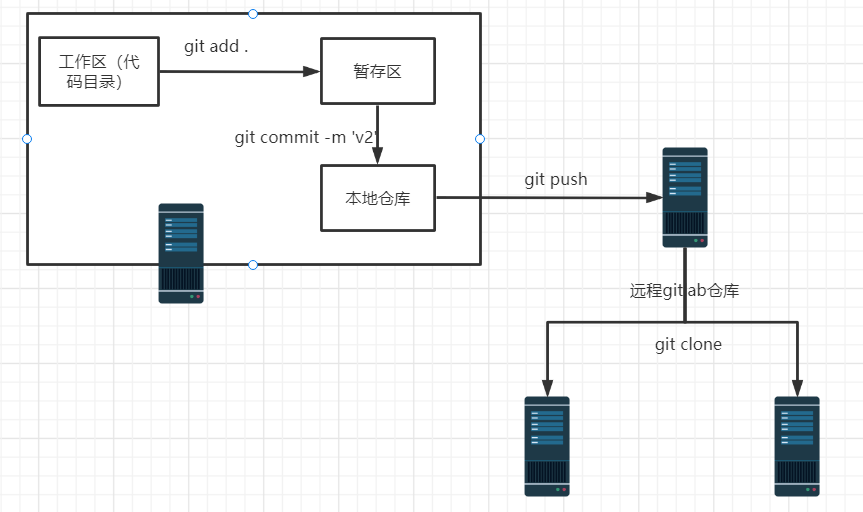 git add .
工作区（代
码目录）
暂存区
git commit -m 'v2'
本地仓库
git push
远程gitlab仓库
git clone